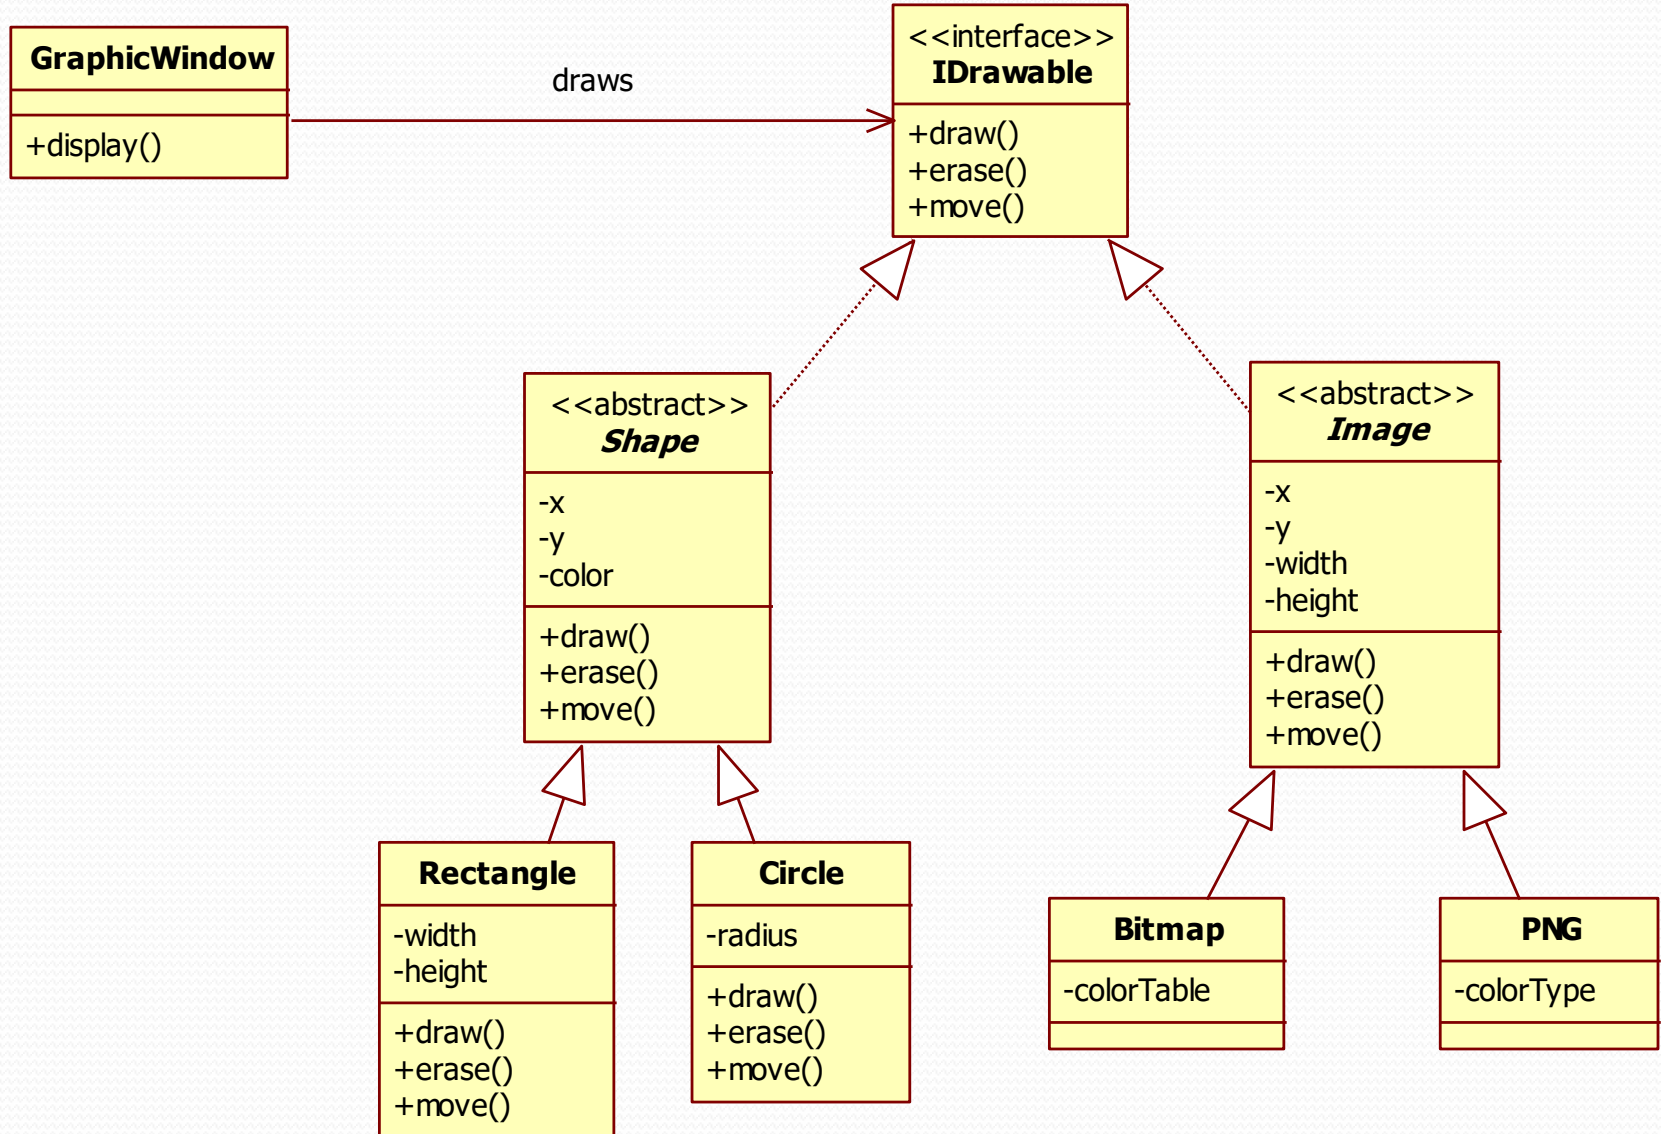 GraphicWindow
+display()
draws
<<interface>>
IDrawable
+draw()
+erase()
+move()
<<abstract>>
Shape
-x
-y
-color
+draw()
+erase()
+move()
<<abstract>>
Image
-x
-y
-width
-height
+draw()
+erase()
+move()
Rectangle
-width
-height
+draw()
+erase()
+move()
Circle
-radius
+draw()
+erase()
+move()
Bitmap
-colorTable
PNG
-colorType